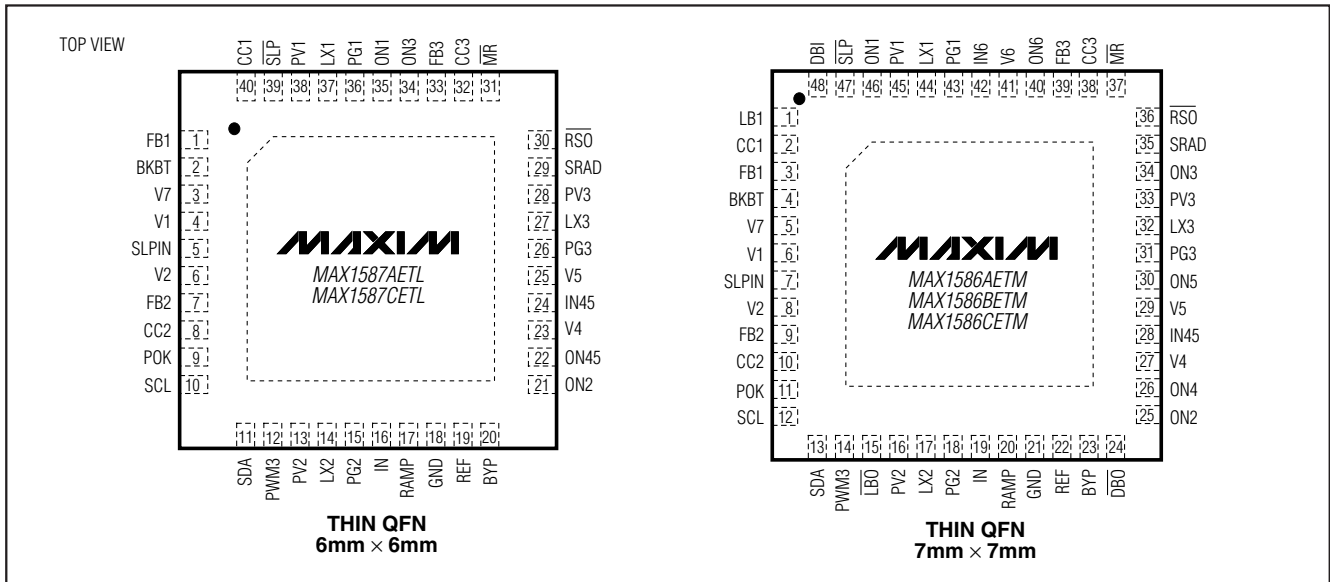 TOP VIEW
CC1 SLP PV1 LX1 PG1 ON1 ON3 FB3 CC3 MR
40 39 38 37 36 35 34 33 32 31
FB1 1
BKBT 2
V7 3
V1 4
SLPIN 5
V2 6
FB2 7
CC2 8
POK 9
SCL 10
MAXIM
MAX1587AETL
MAX1587CETL
30 RSO
29 SRAD
28 PV3
27 LX3
26 PG3
25 V5
24 IN45
23 V4
22 ON45
21 ON2
11 12 13 14 15 16 17 18 19 20
SDA PWM3 PV2 LX2 PG2 IN RAMP GND REF BYP
THIN QFN
6mm × 6mm
DBI SLP ON1 PV1 LX1 PG1 IN6 V6 ON6 FB3 CC3 MR
48 47 46 45 44 43 42 41 40 39 38 37
LB1 1
CC1 2
FB1 3
BKBT 4
V7 5
V1 6
SLPIN 7
V2 8
FB2 9
CC2 10
POK 11
SCL 12
MAXIM
MAX1586AETM
MAX1586BETM
MAX1586CETM
36 RSO
35 SRAD
34 ON3
33 PV3
32 LX3
31 PG3
30 ON5
29 V5
28 IN45
27 V4
26 ON4
25 ON2
13 14 15 16 17 18 19 20 21 22 23 24
SDA PWM3 LBO PV2 LX2 PG2 IN RAMP GND REF BYP DBO
THIN QFN
7mm × 7mm